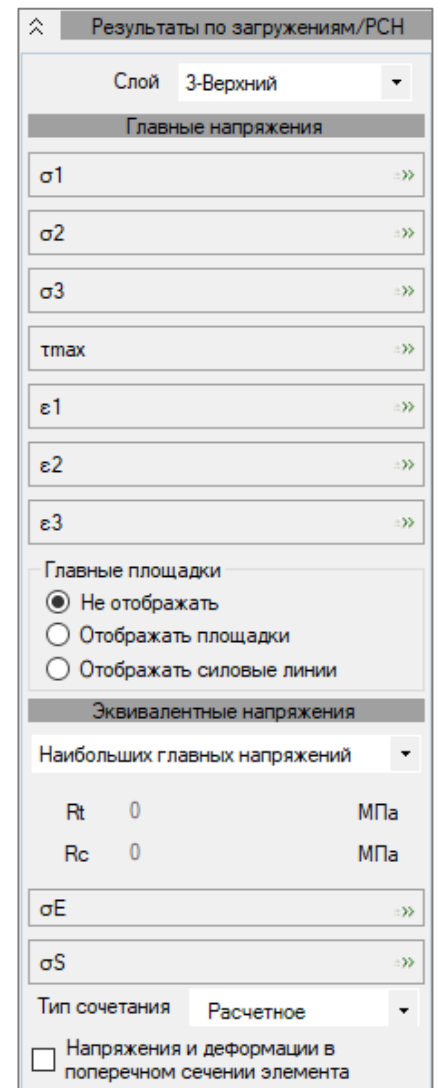 Результаты по загружениям/РСН
Слой 3-Верхний
Главные напряжения
σ1
σ2
σ3
τmax
ε1
ε2
ε3
Главные площадки
Не отображать
Отображать площадки
Отображать силовые линии
Эквивалентные напряжения
Наибольших главных напряжений
Rt 0 МПа
Rc 0 МПа
σE
σS
Тип сочетания Расчетное
Напряжения и деформации в
поперечном сечении элемента